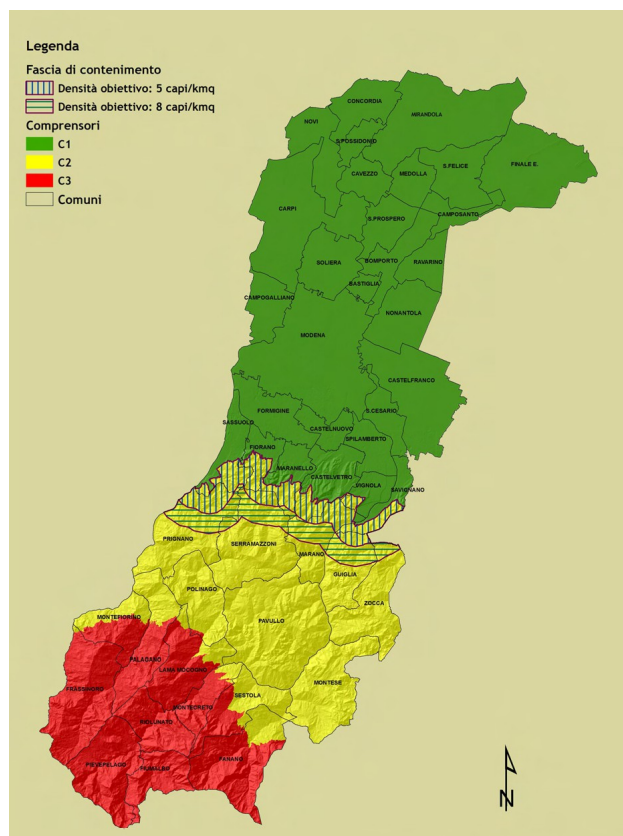 Legenda
Fascia di contenimento
Densità obiettivo: 5 capi/kmq
Densità obiettivo: 8 capi/kmq
Comprensori
C1
C2
C3
Comuni
CONCORDIA
MIRANDOLA
NOVI
S.POSSIDONIO
CAVEZZO
MEDOLLA
S.FELICE
FINALE E.
CARPI
S.PROSPERO
CAMPOSANTO
SOLIERA
BOMPORTO
RAVARINO
BASTIGLIA
CAMPOGALLIANO
NONANTOLA
MODENA
CASTELFRANCO
FORMIGINE
S.CESARIO
SASSUOLO
CASTELNUOVO
SPILAMBERTO
FIORANO
MARANELLO
CASTELVETRO
VIGNOLA
SAVIGNANO
PRIGNANO
SERRAMAZZONI
MARANO
GUIGLIA
POLINAGO
ZOCCA
MONTEFIORINO
PAVULLO
PALAGANO
LAMA MOCOGNO
FRASSINORO
SESTOLA
MONTESE
MONTECRETO
RIOLUNATO
PIEVEPELAGO
FIUMALBO
FANANO
N